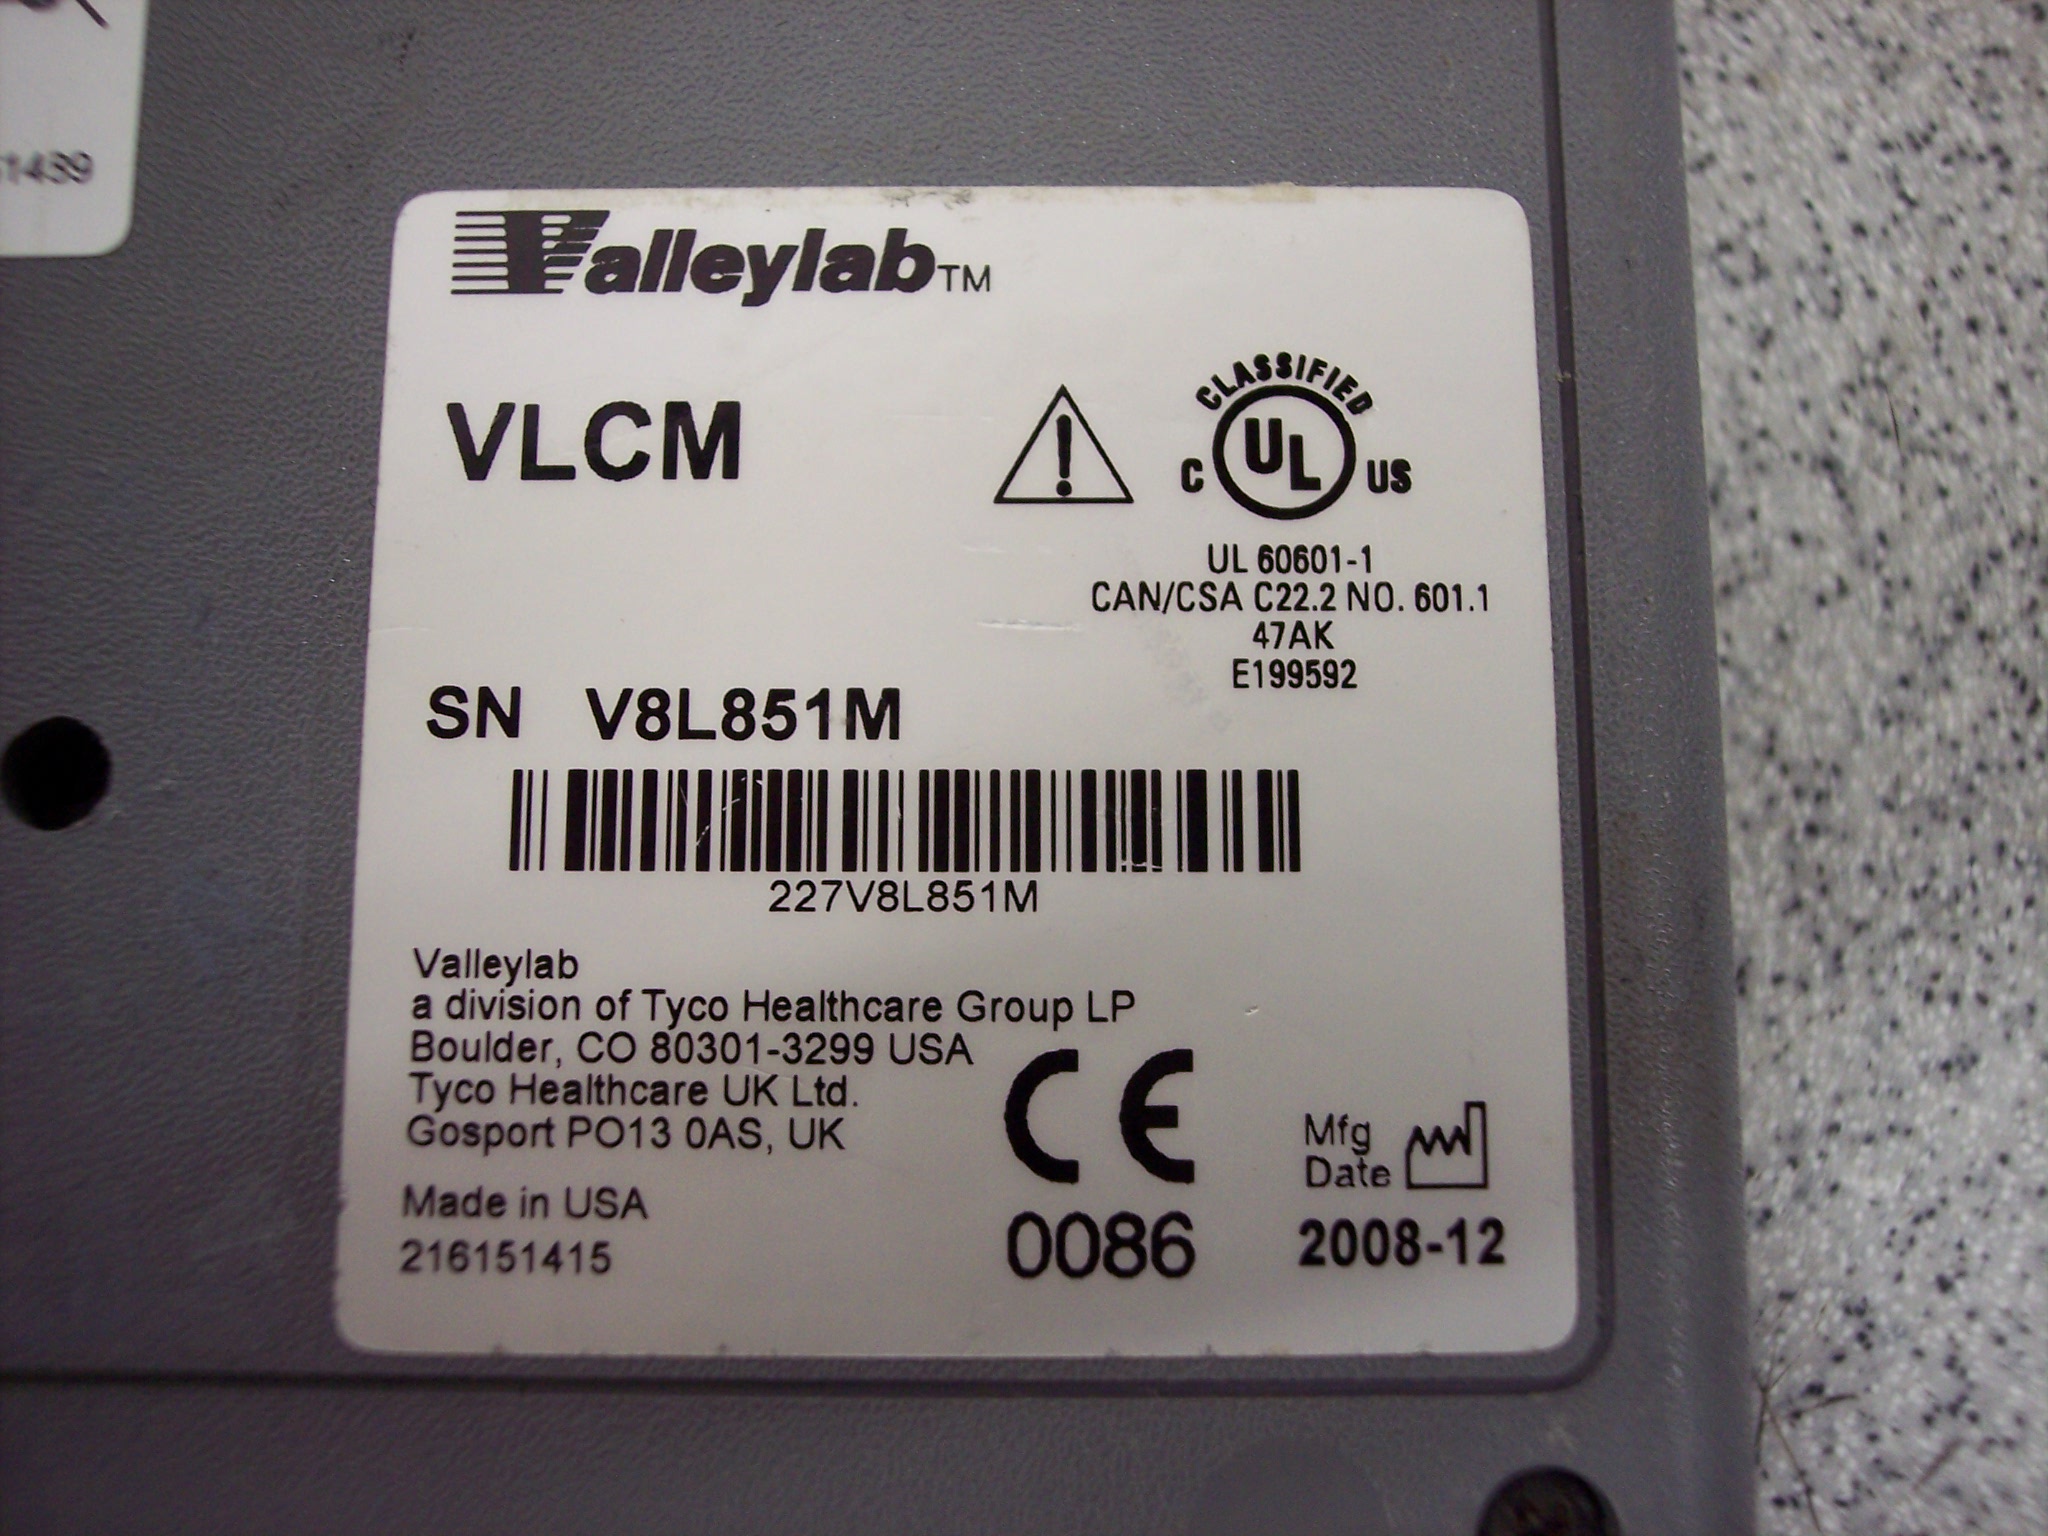 Valleylab™
VLCM
CLASSIFIED
C UL US
UL 60601-1
CAN/CSA C22.2 NO. 601.1
47AK
E199592
SN V8L851M
227V8L851M
Valleylab
a division of Tyco Healthcare Group LP
Boulder, CO 80301-3299 USA
Tyco Healthcare UK Ltd.
Gosport PO13 0AS, UK
Made in USA
216151415
CE
0086
Mfg
Date
2008-12